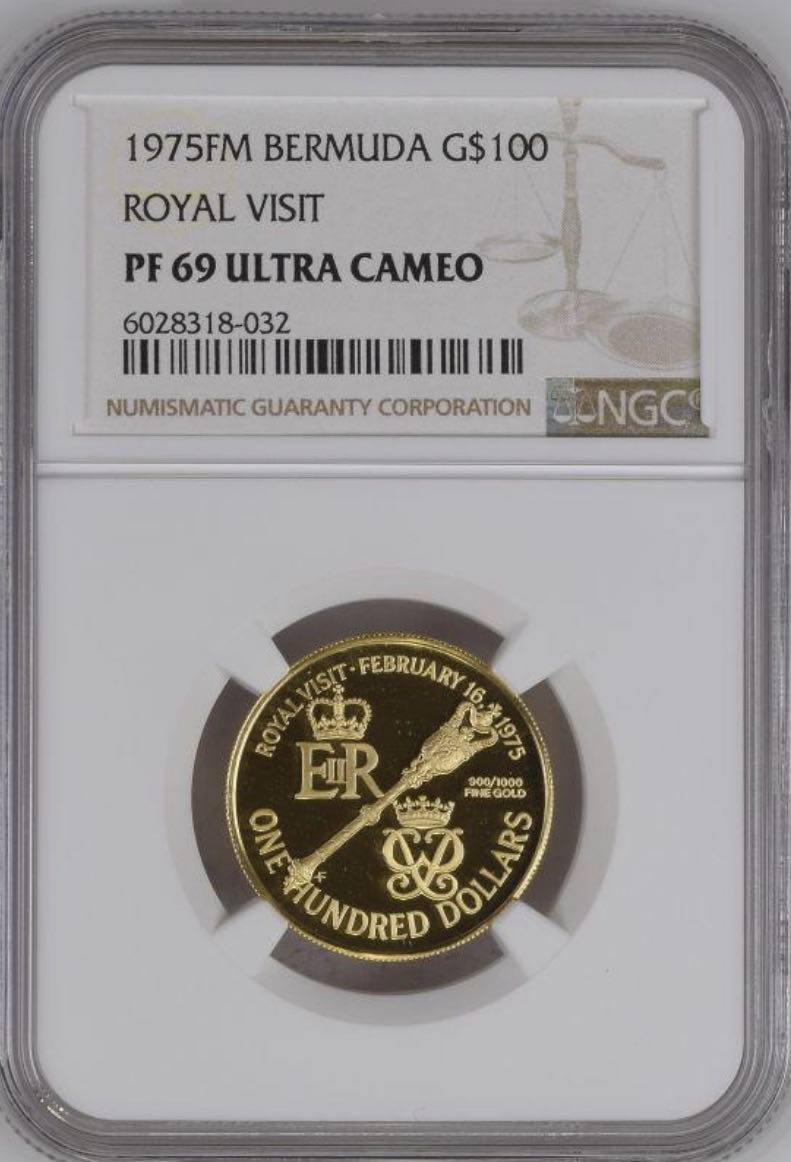 1975FM BERMUDA G$100
ROYAL VISIT
PF 69 ULTRA CAMEO
6028318-032
NUMISMATIC GUARANTY CORPORATION
NGC
ROYAL VISIT · FEBRUARY 16, 1975
EIIR
900/1000
FINE GOLD
ONE HUNDRED DOLLARS